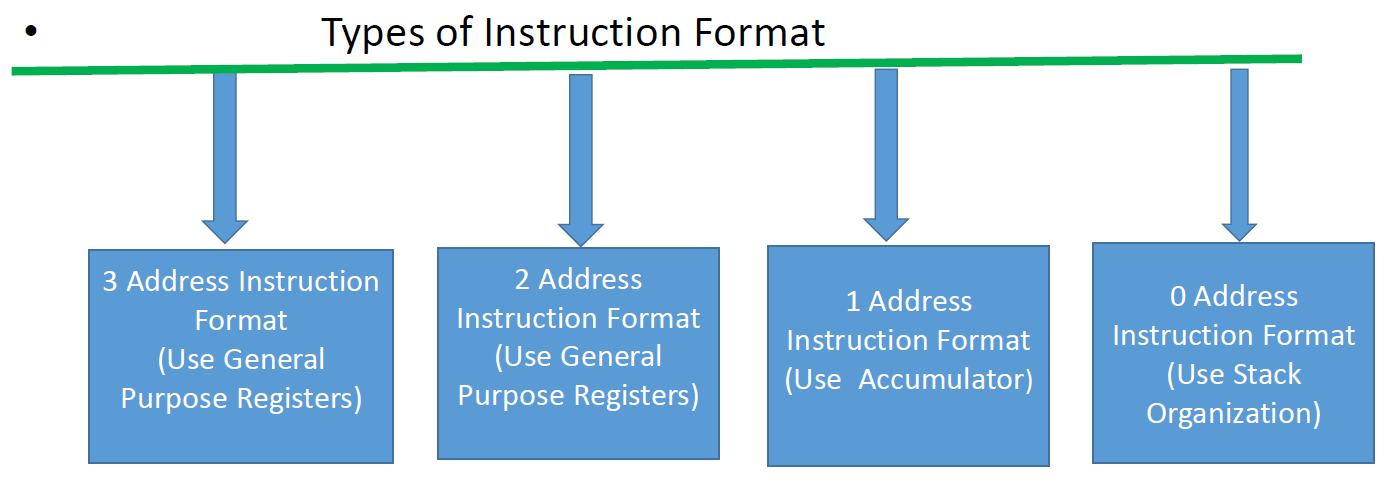 • Types of Instruction Format
3 Address Instruction
Format
(Use General
Purpose Registers)
2 Address
Instruction Format
(Use General
Purpose Registers)
1 Address
Instruction Format
(Use  Accumulator)
0 Address
Instruction Format
(Use Stack
Organization)